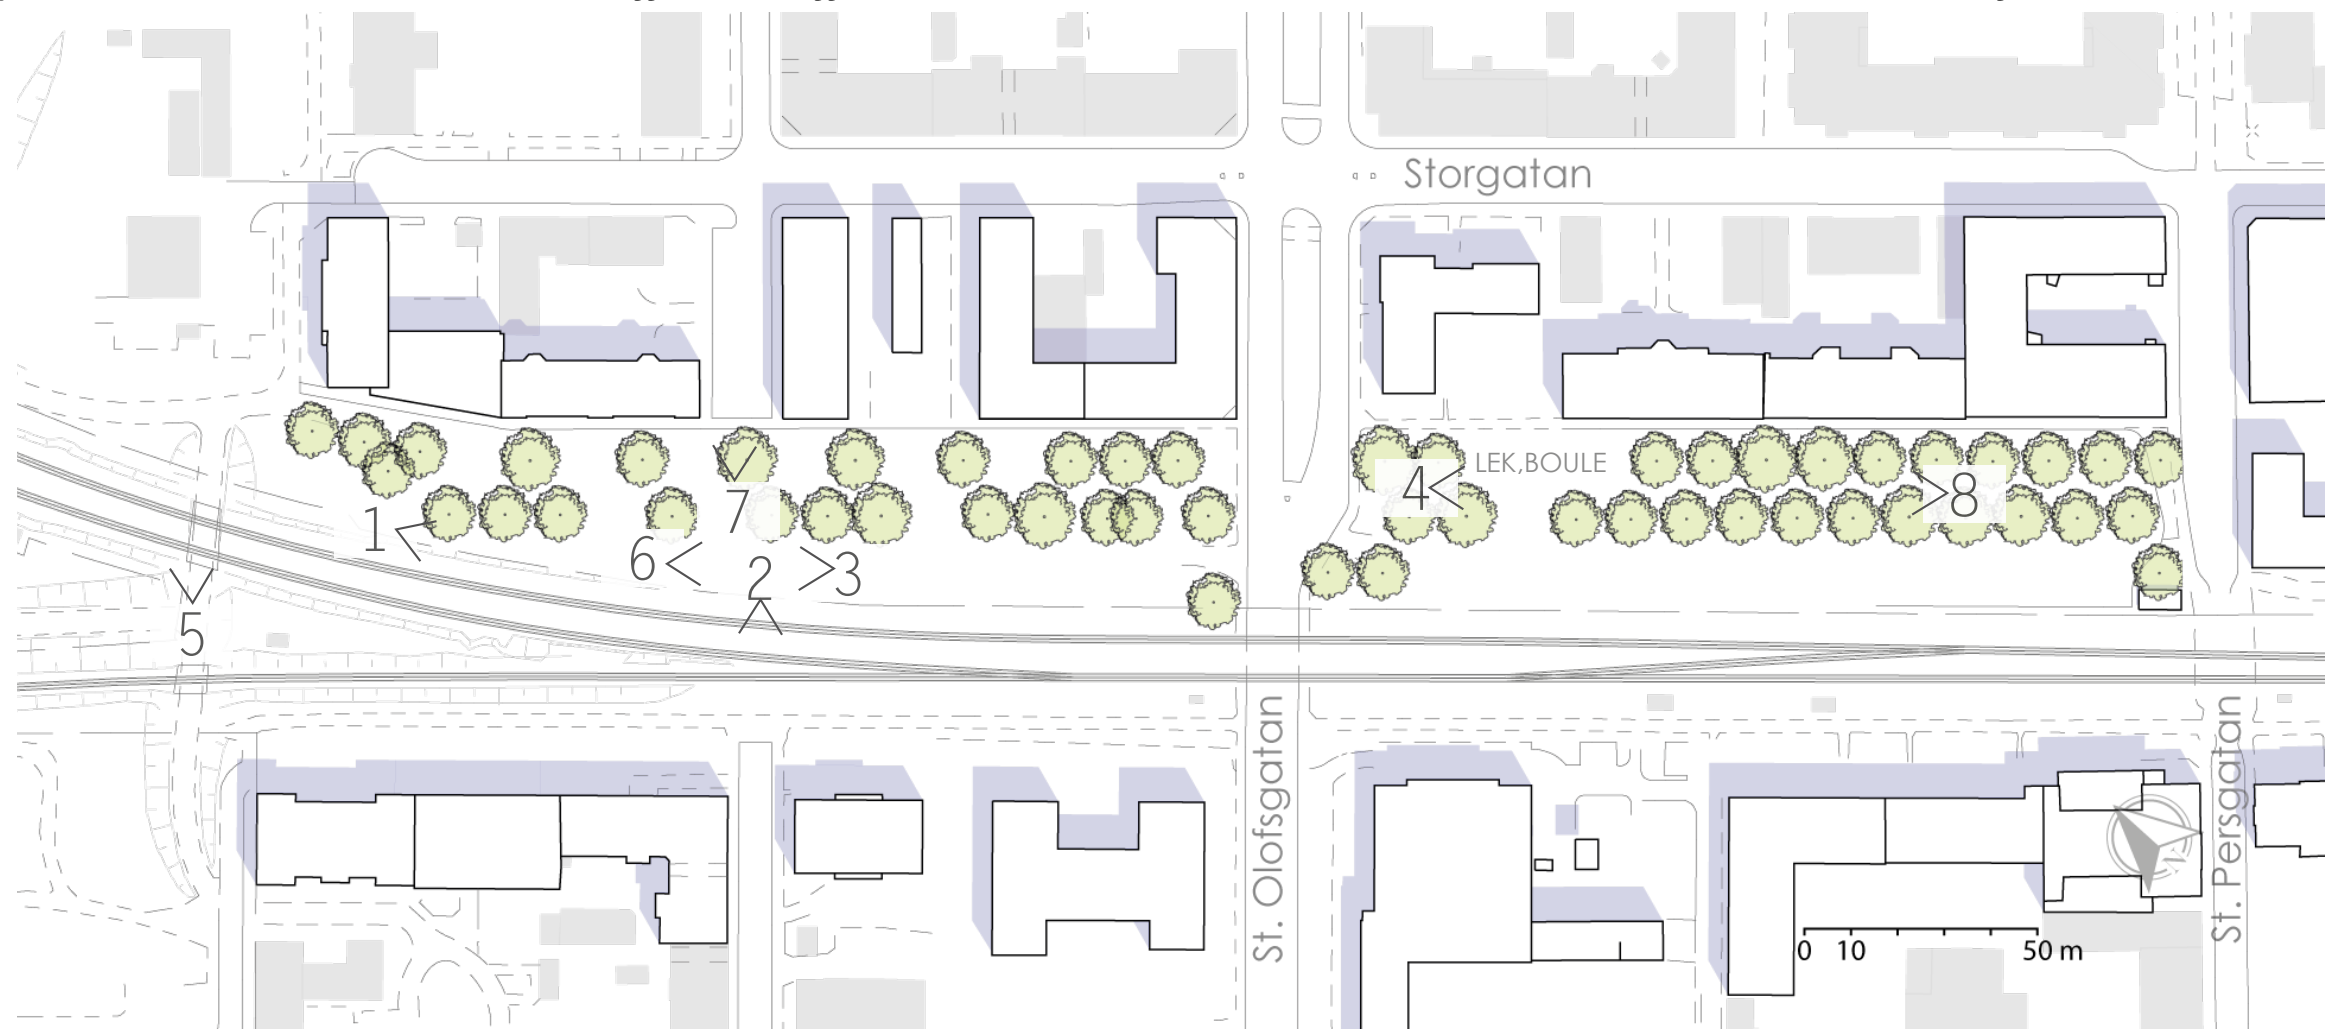 Storgatan
LEK,BOULE
4
8
7
1
6
2
3
5
St. Olofsgatan
St. Persgatan
N
0 10 50 m